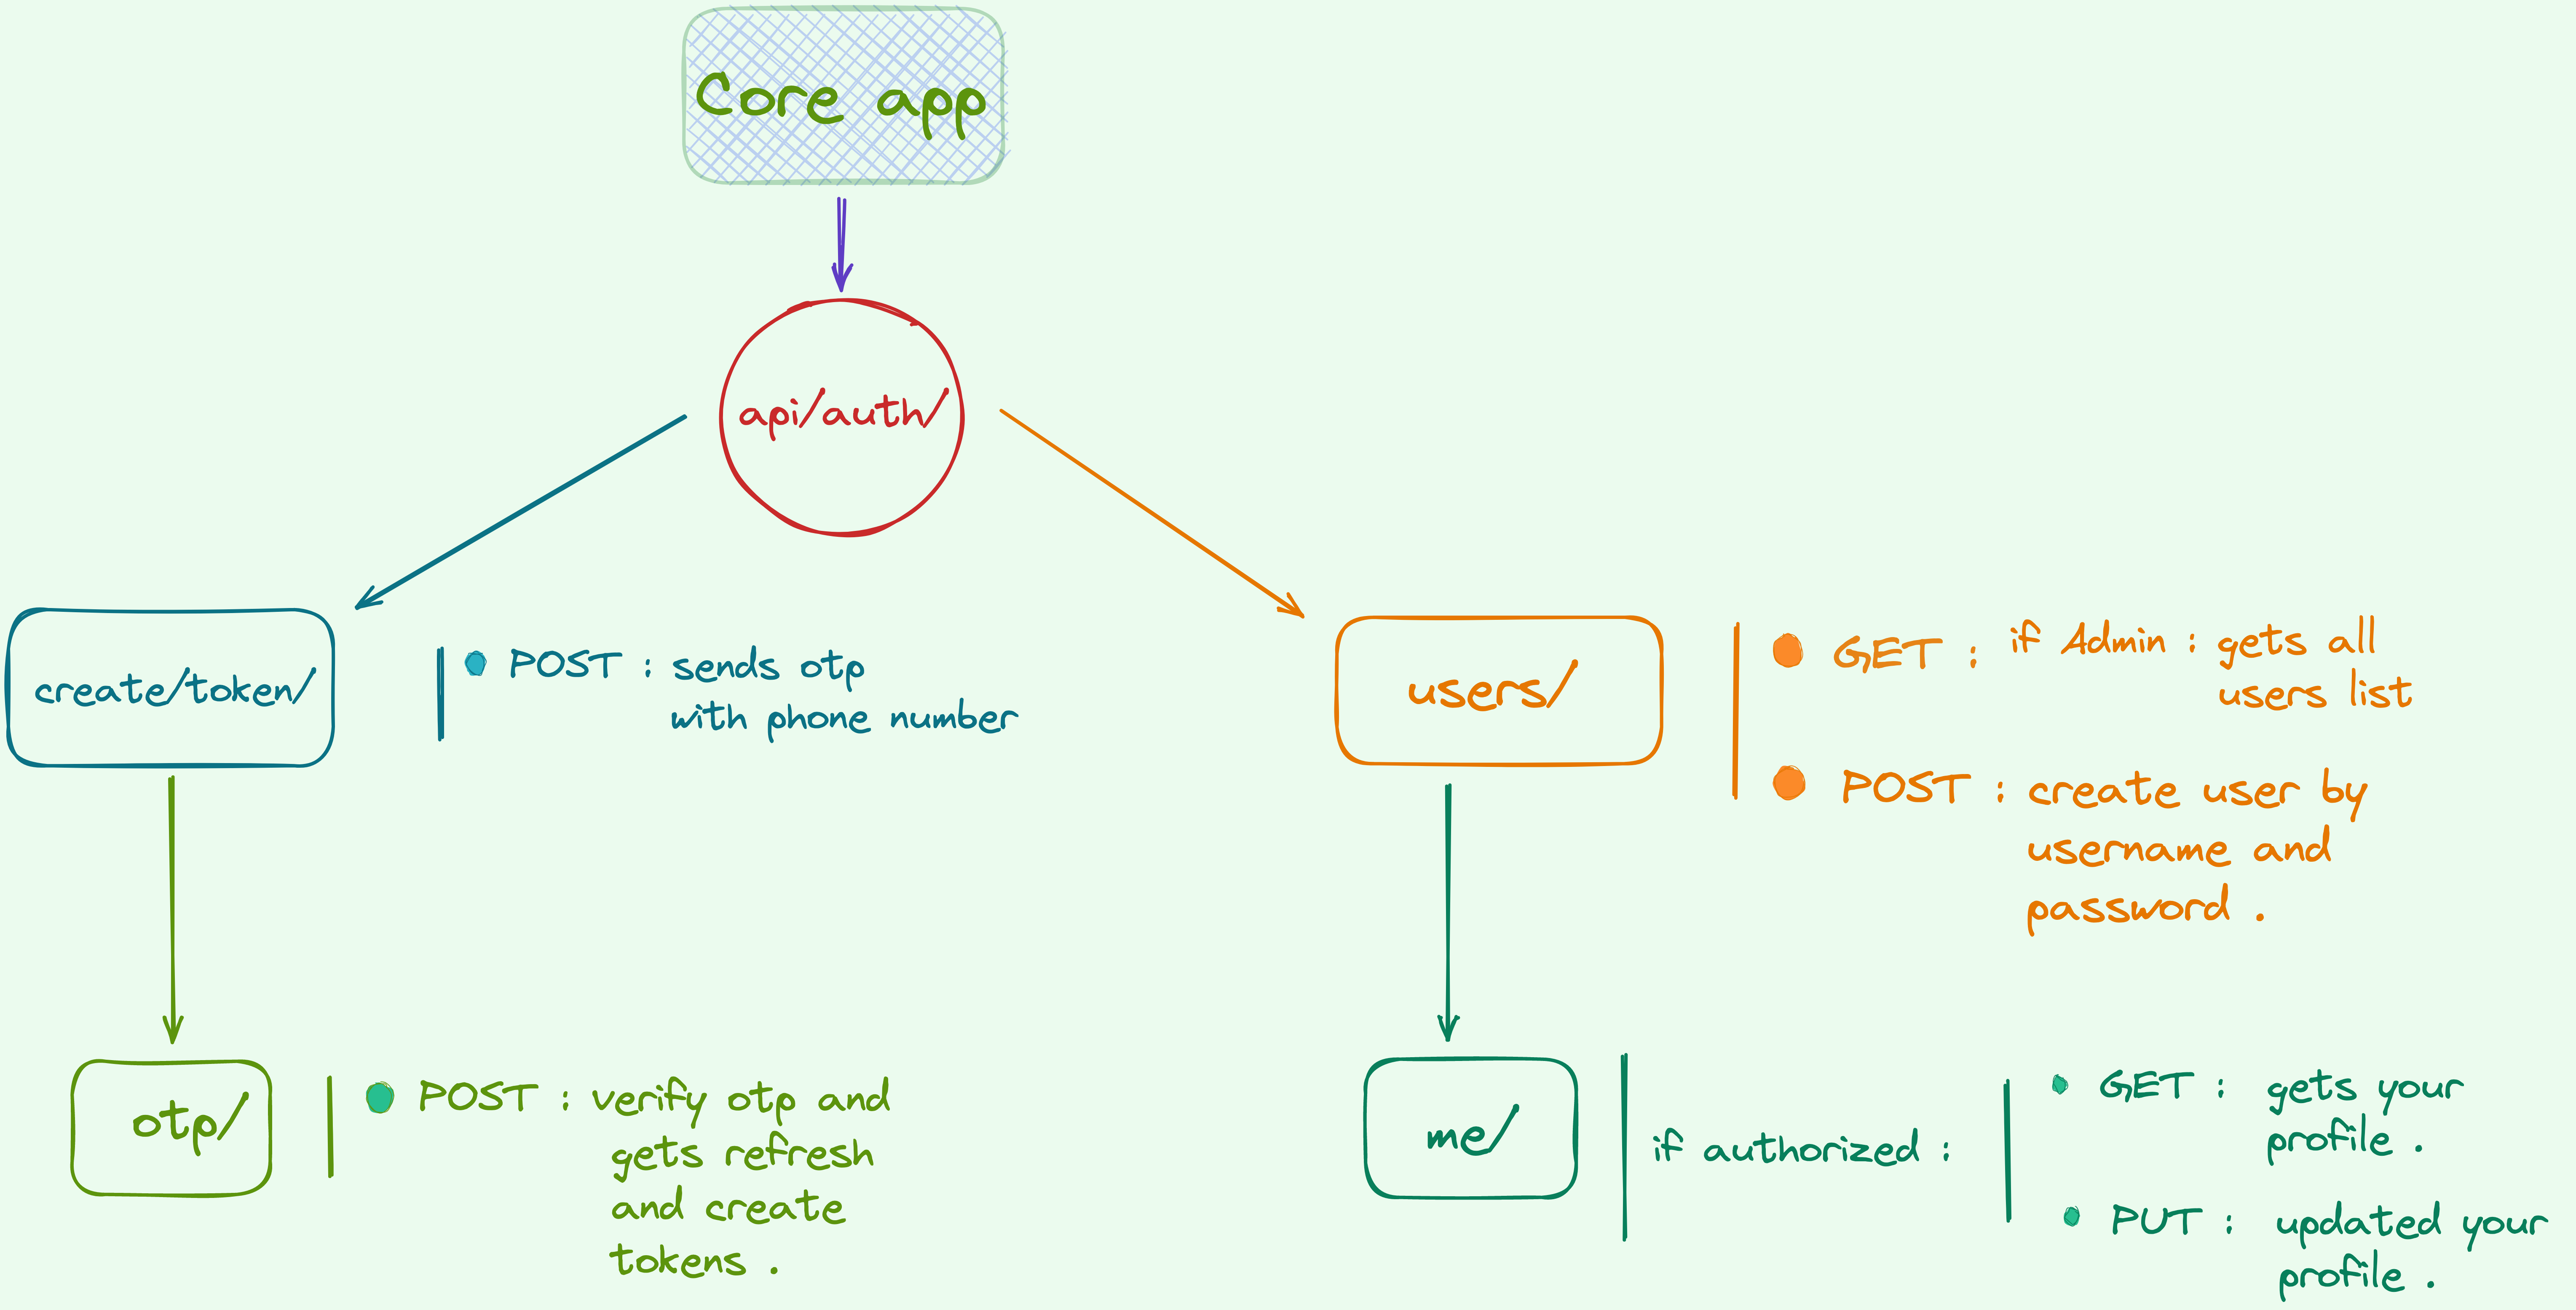 Core app
api/auth/
create/token/
POST : sends otp
with phone number
users/
GET : if Admin : gets all
users list
POST : create user by
username and
password .
otp/
POST : verify otp and
gets refresh
and create
tokens .
me/
if authorized :
GET : gets your
profile .
PUT : updated your
profile .